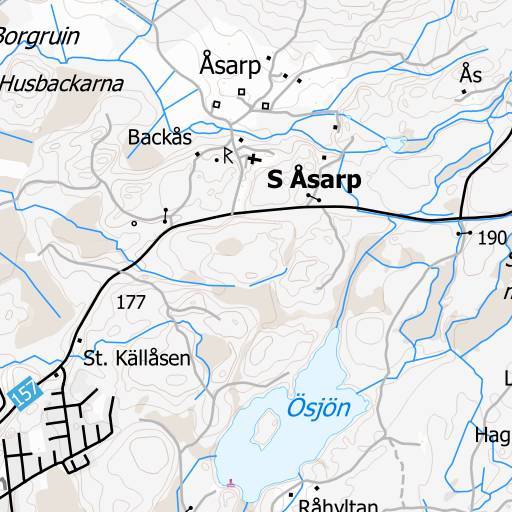 Borgruin
Åsarp
Husbackarna
Ås
Backås
R
S Åsarp
190
177
St. Källåsen
157
Ösjön
Hag
Råhyltan